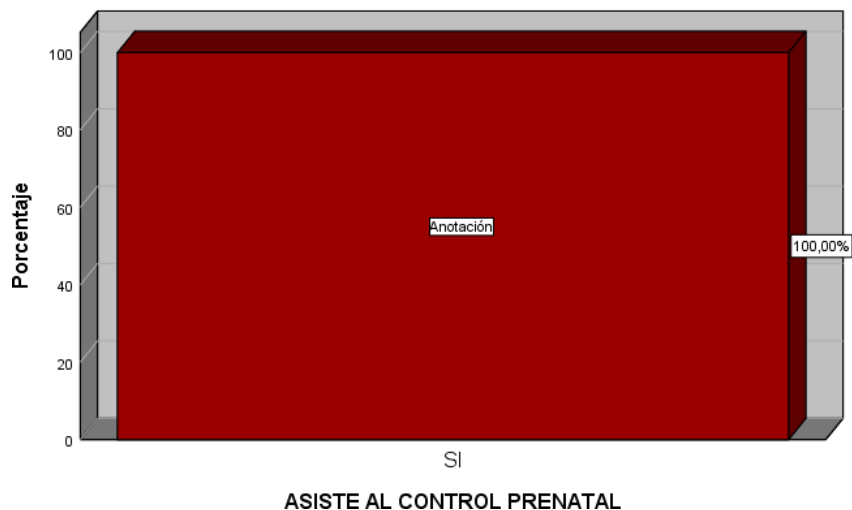 Porcentaje
100
80
60
40
20
0
Anotación
100,00%
SI
ASISTE AL CONTROL PRENATAL